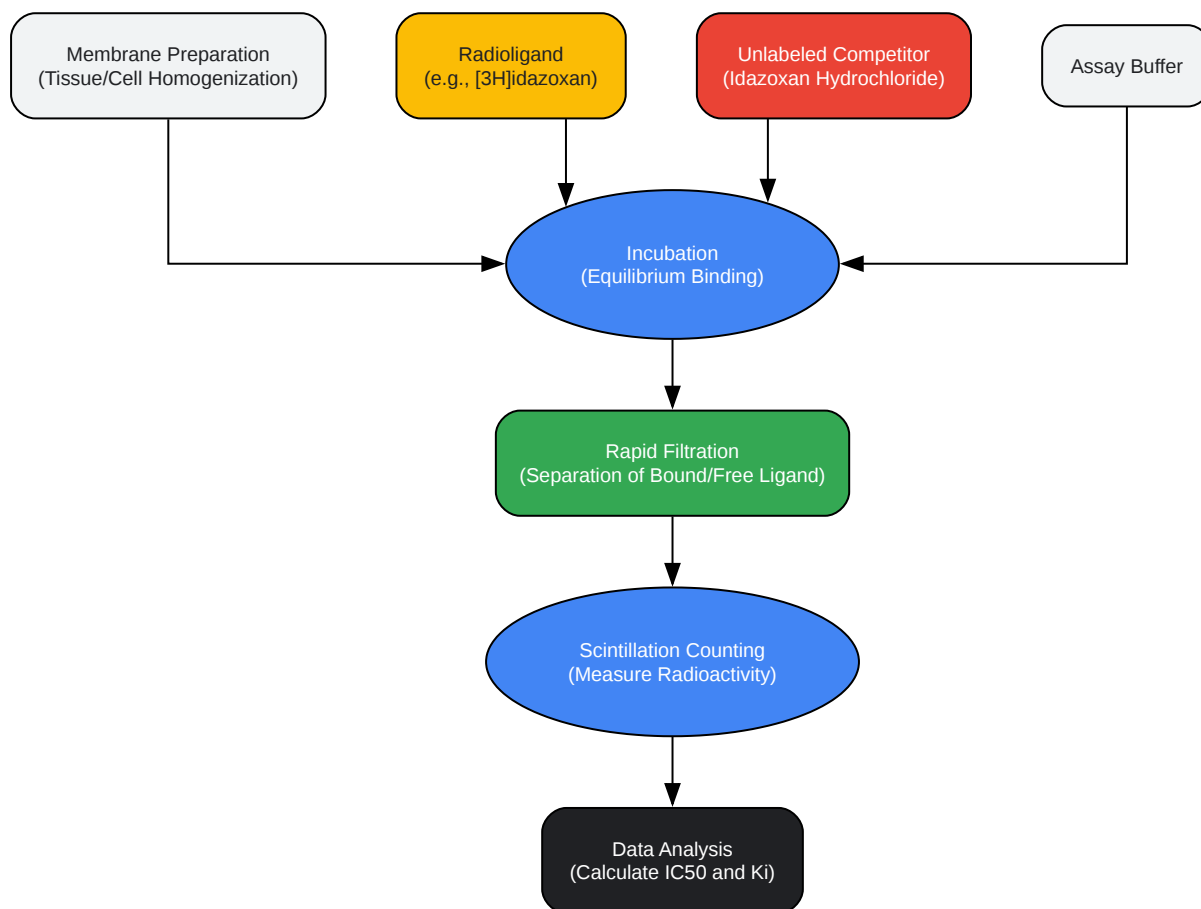 Membrane Preparation
(Tissue/Cell Homogenization)
Radioligand
(e.g., [3H]idazoxan)
Unlabeled Competitor
(Idazoxan Hydrochloride)
Assay Buffer
Incubation
(Equilibrium Binding)
Rapid Filtration
(Separation of Bound/Free Ligand)
Scintillation Counting
(Measure Radioactivity)
Data Analysis
(Calculate IC50 and Ki)